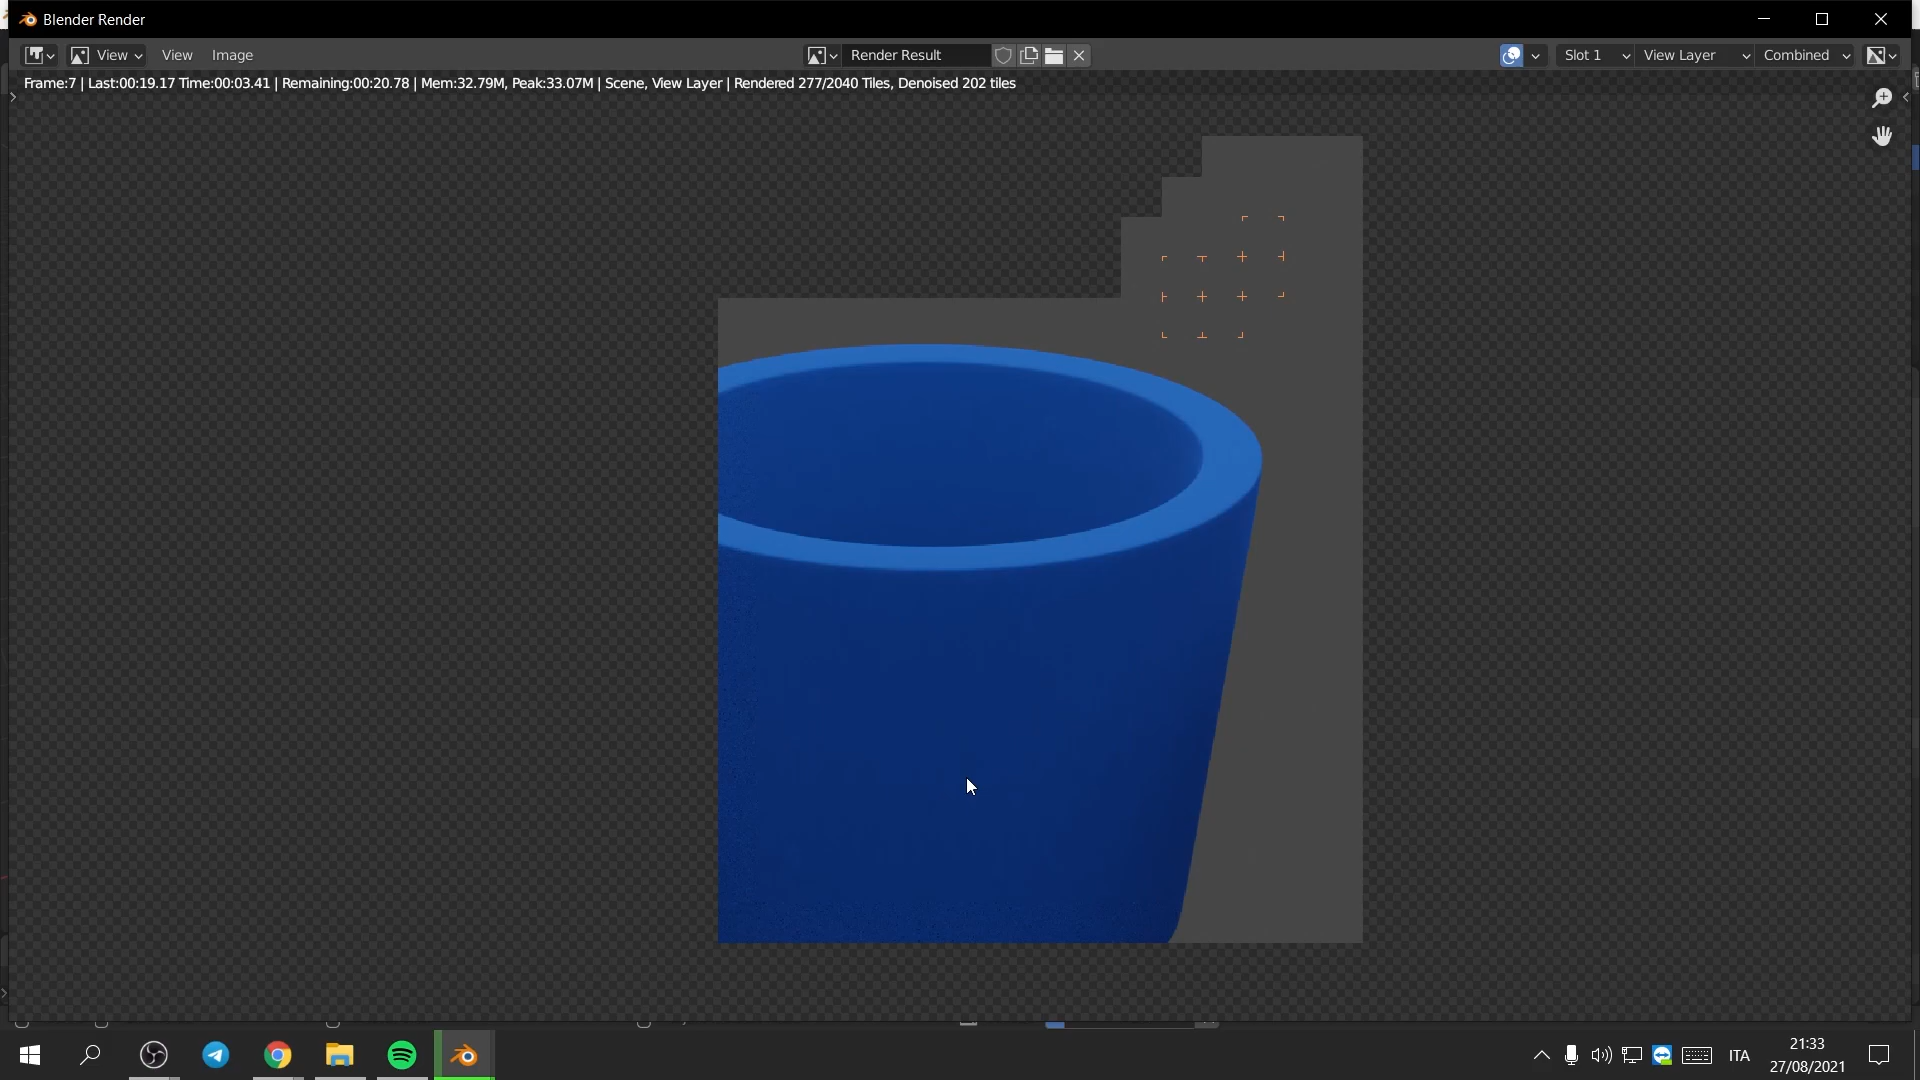 Blender Render
View View Image Render Result Slot 1 View Layer Combined
Frame:7 | Last:00:19.17 Time:00:03.41 | Remaining:00:20.78 | Mem:32.79M, Peak:33.07M | Scene, View Layer | Rendered 277/2040 Tiles, Denoised 202 tiles
ITA
21:33
27/08/2021